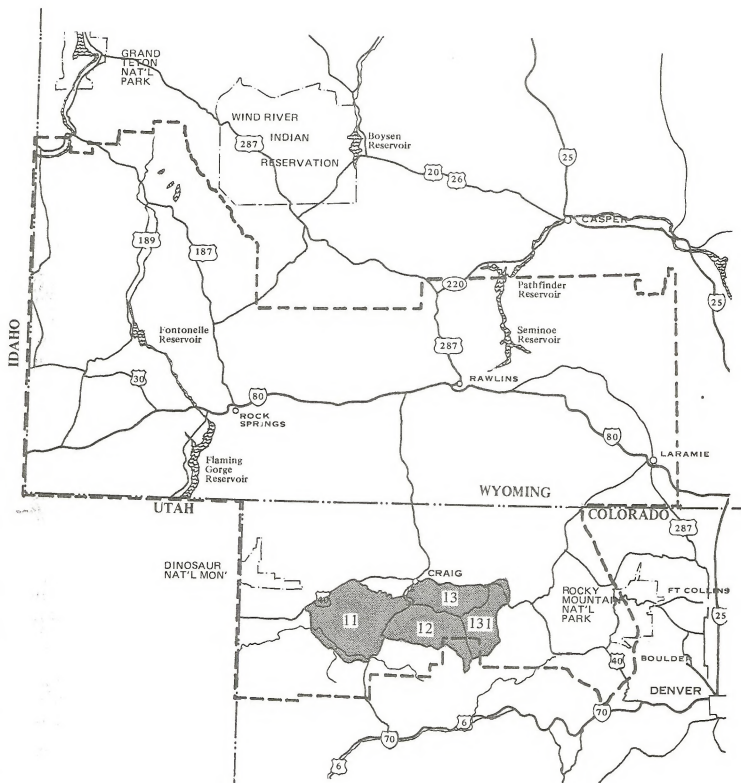 GRAND
TETON
NAT'L
PARK
WIND RIVER
INDIAN
RESERVATION
287
Boysen
Reservoir
20
26
25
CASPER
189
187
220
Pathfinder
Reservoir
25
Fontonelle
Reservoir
Seminoe
Reservoir
287
IDAHO
30
80
RAWLINS
ROCK
SPRINGS
80
LARAMIE
Flaming
Gorge
Reservoir
WYOMING
UTAH
COLORADO
287
DINOSAUR
NAT'L MON'
CRAIG
40
11
13
12
131
ROCKY
MOUNTAIN
NAT'L
PARK
FT COLLINS
25
40
BOULDER
DENVER
70
6
70
6